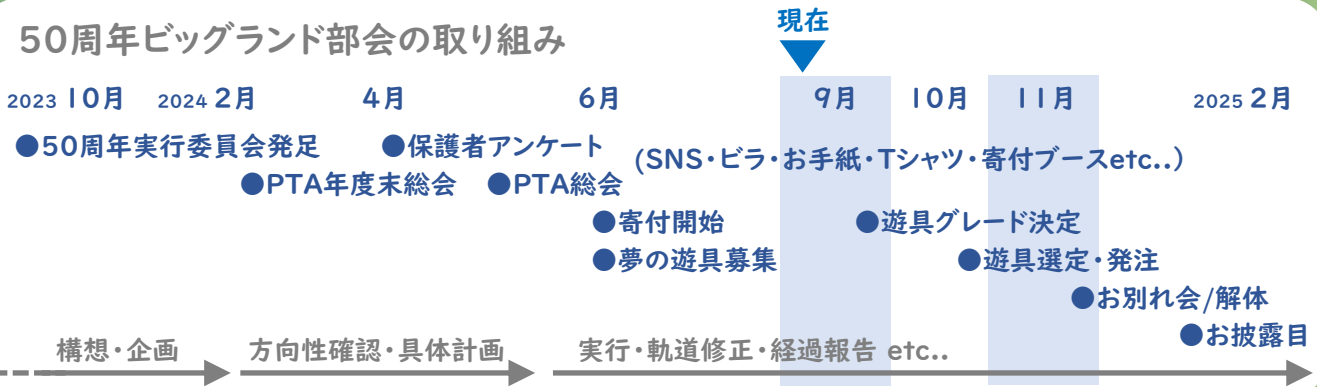 現在
50周年ビッグランド部会の取り組み
2023 10月 2024 2月 4月 6月 9月 10月 11月 2025 2月
●50周年実行委員会発足 ●保護者アンケート (SNS・ビラ・お手紙・Tシャツ・寄付ブースetc..)
●PTA年度末総会 ●PTA総会
●寄付開始 ●遊具グレード決定
●夢の遊具募集 ●遊具選定・発注
●お別れ会/解体
●お披露目
構想・企画 方向性確認・具体計画 実行・軌道修正・経過報告 etc..